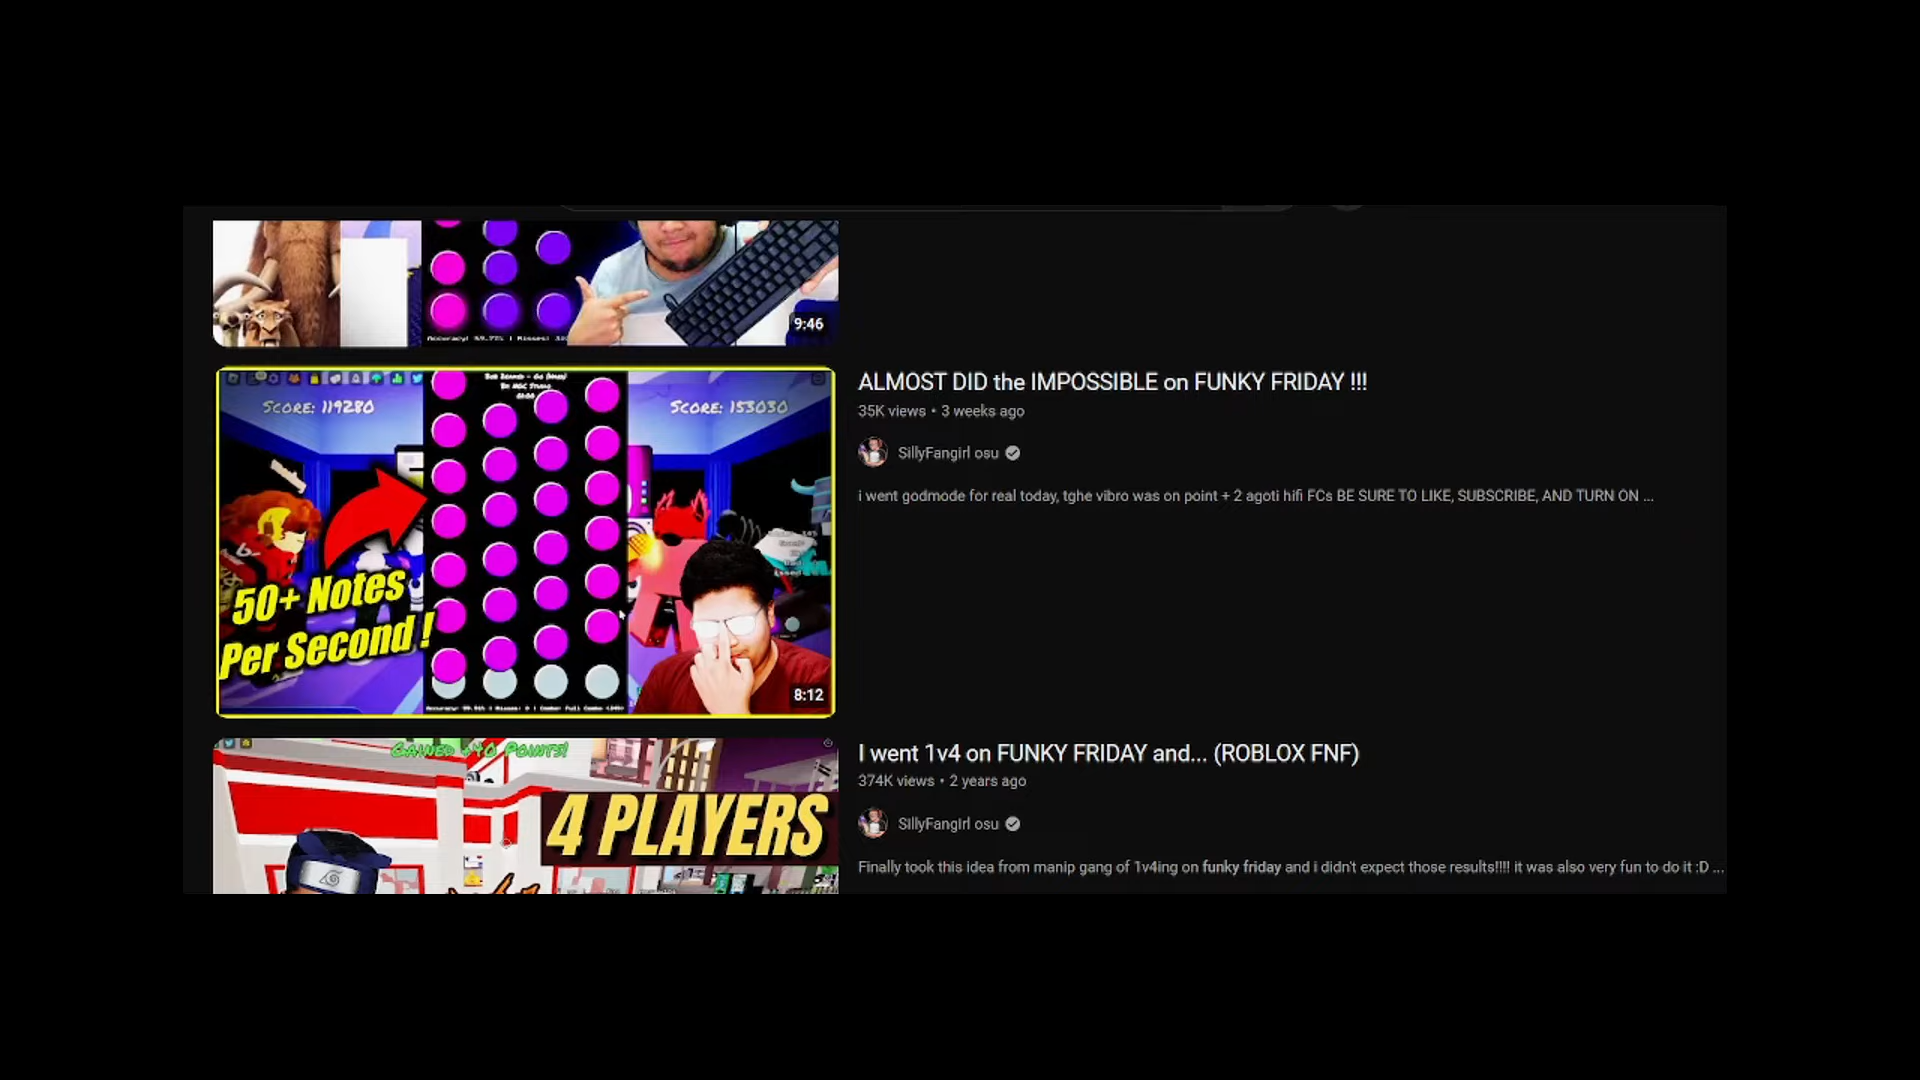 9:46
SCORE: 119280
SCORE: 153030
50+ Notes
Per Second !
8:12
ALMOST DID the IMPOSSIBLE on FUNKY FRIDAY !!!
35K views • 3 weeks ago
SillyFangirl osu
i went godmode for real today, tghe vibro was on point + 2 agoti hifi FCs BE SURE TO LIKE, SUBSCRIBE, AND TURN ON ...
GAINED +40 POINTS!
4 PLAYERS
I went 1v4 on FUNKY FRIDAY and... (ROBLOX FNF)
374K views • 2 years ago
SillyFangirl osu
Finally took this idea from manip gang of 1v4ing on funky friday and i didn't expect those results!!!! it was also very fun to do it :D ...